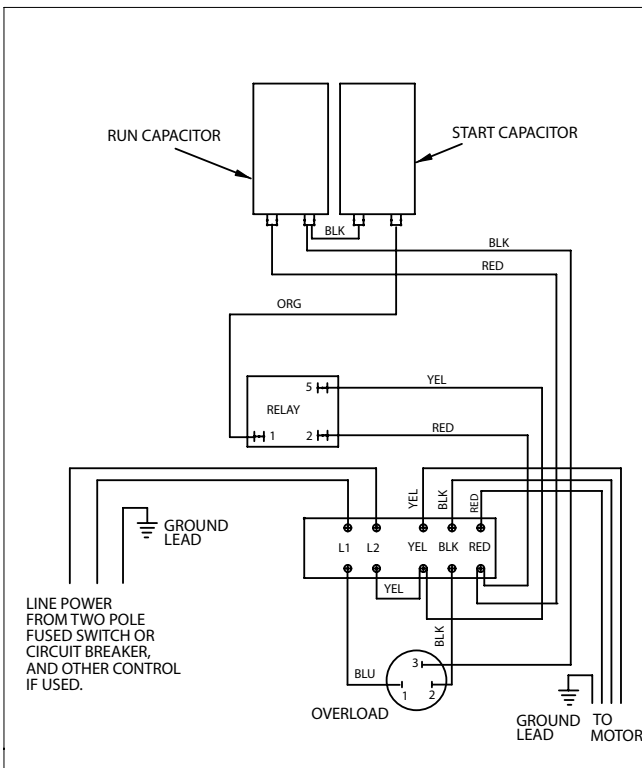 RUN CAPACITOR
START CAPACITOR
BLK
BLK
RED
ORG
5
YEL
RELAY
1
2
RED
YEL
BLK
RED
GROUND
LEAD
L1
L2
YEL
BLK
RED
YEL
LINE POWER
FROM TWO POLE
FUSED SWITCH OR
CIRCUIT BREAKER,
AND OTHER CONTROL
IF USED.
BLK
BLU
3
1
2
OVERLOAD
GROUND
LEAD
TO
MOTOR